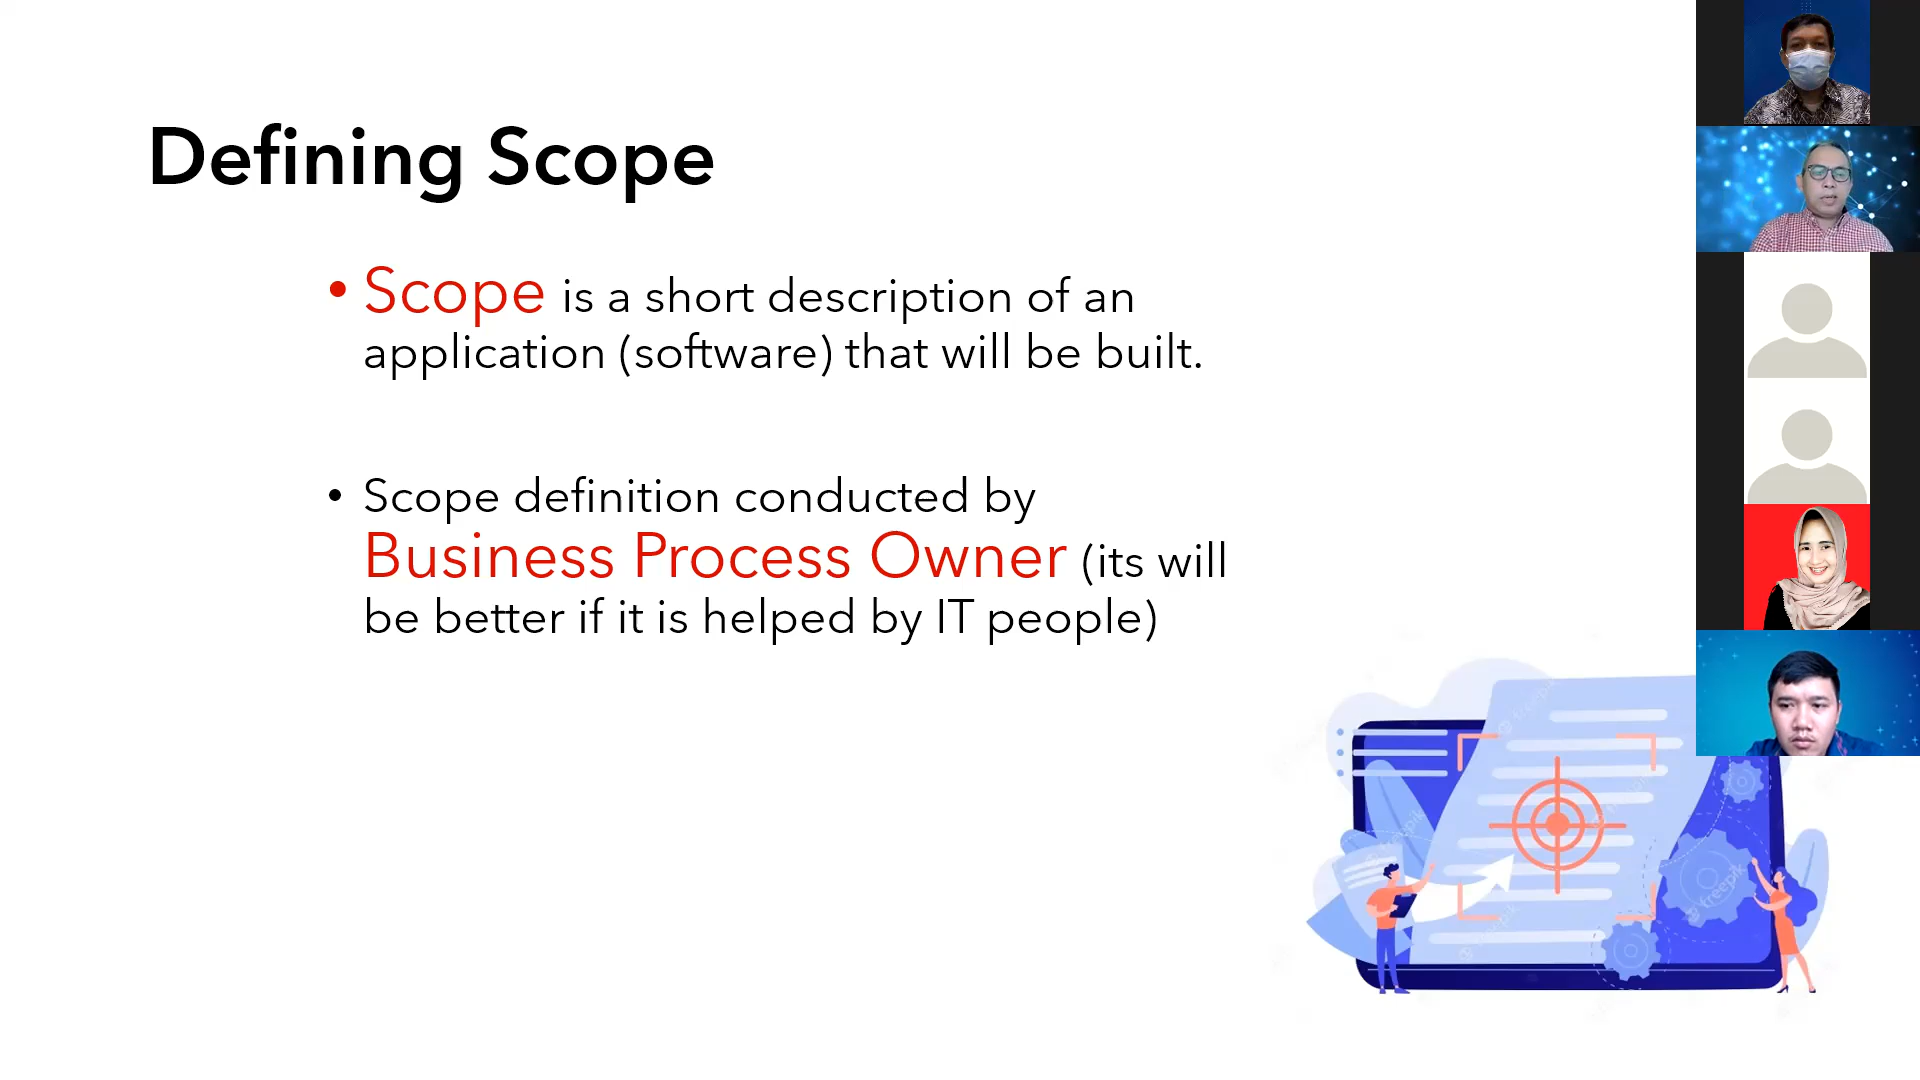 Defining Scope
• Scope is a short description of an
application (software) that will be built.
• Scope definition conducted by
Business Process Owner (its will
be better if it is helped by IT people)
freepik